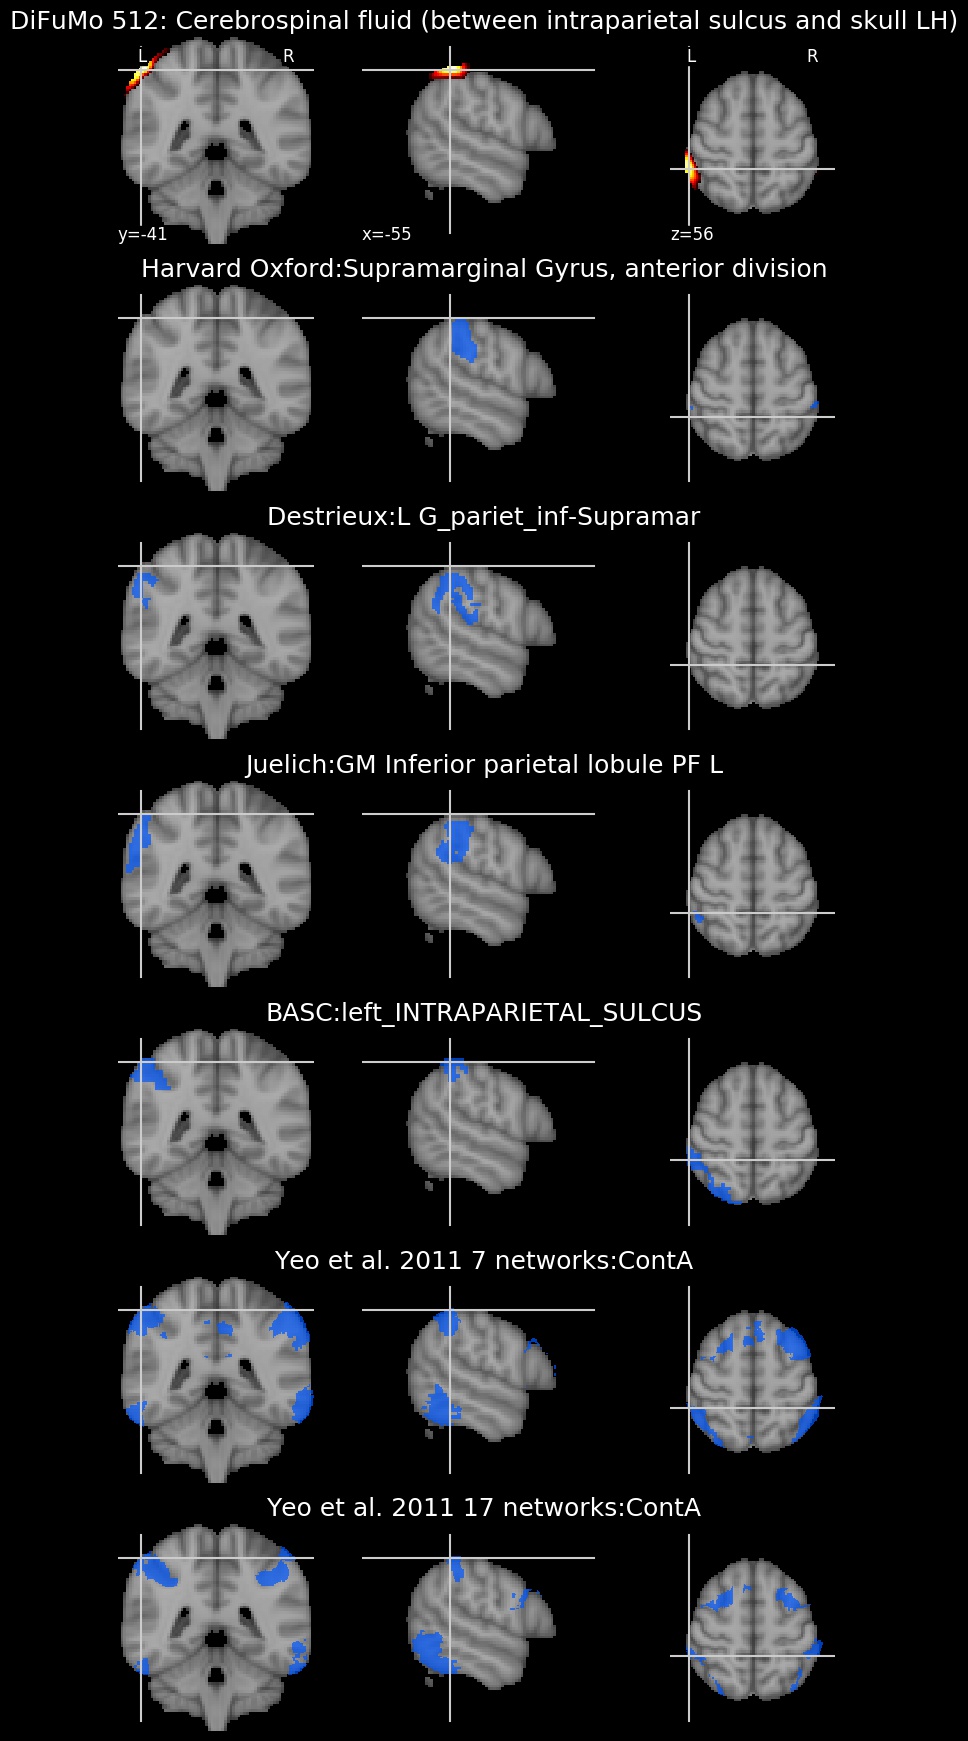 DiFuMo 512: Cerebrospinal fluid (between intraparietal sulcus and skull LH)
L R L R
y=-41 x=-55 z=56
Harvard Oxford:Supramarginal Gyrus, anterior division
Destrieux:L G_pariet_inf-Supramar
Juelich:GM Inferior parietal lobule PF L
BASC:left_INTRAPARIETAL_SULCUS
Yeo et al. 2011 7 networks:ContA
Yeo et al. 2011 17 networks:ContA